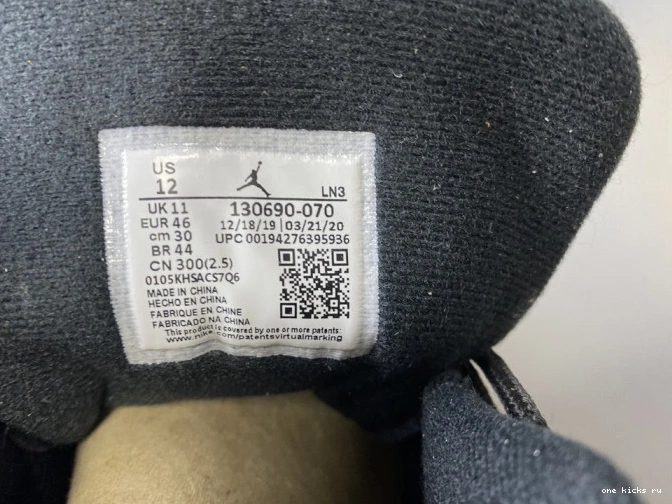 US
12
LN3
UK 11
130690-070
EUR 46
12/18/19 | 03/21/20
cm 30
UPC 00194276395936
BR 44
CN 300(2.5)
0105KHSACS7Q6
MADE IN CHINA
HECHO EN CHINA
FABRIQUE EN CHINE
FABRICADO NA CHINA
This product is covered by one or more patents:
www.nike.com/patentsvirtualmarking
one kicks ru